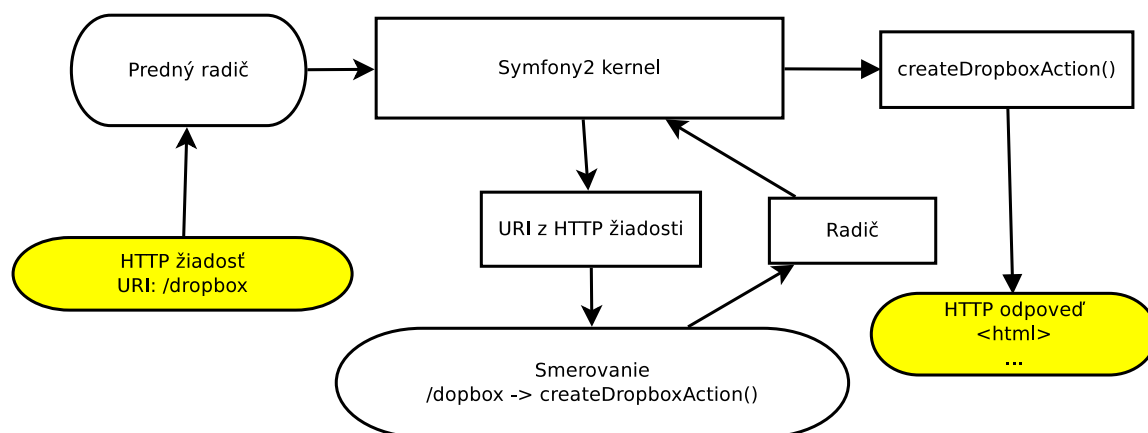 Predný radič
Symfony2 kernel
createDropboxAction()
URI z HTTP žiadosti
Radič
HTTP žiadosť
URI: /dropbox
HTTP odpoveď
<html>
...
Smerovanie
/dopbox -> createDropboxAction()